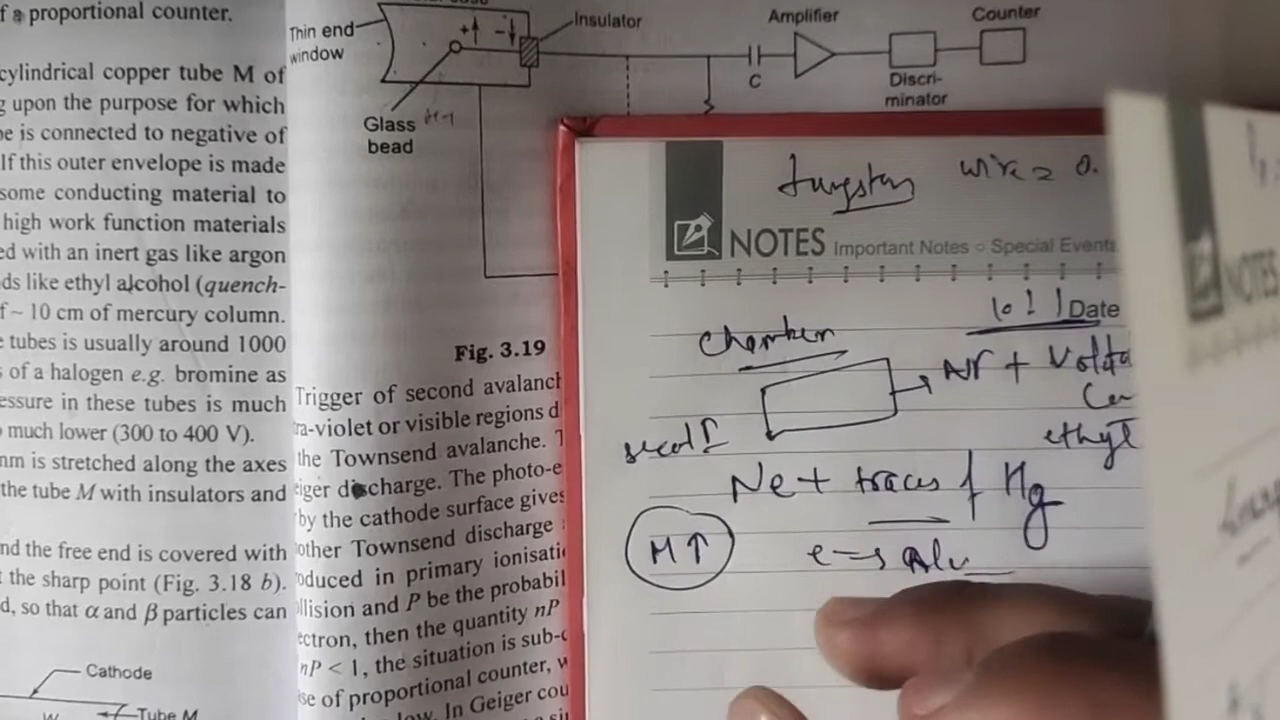 f a proportional counter.
cylindrical copper tube M of
g upon the purpose for which
be is connected to negative of
If this outer envelope is made
some conducting material to
high work function materials
ed with an inert gas like argon
ds like ethyl alcohol (quench-
f ~ 10 cm of mercury column.
e tubes is usually around 1000
s of a halogen e.g. bromine as
essure in these tubes is much
much lower (300 to 400 V).
nm is stretched along the axes
the tube M with insulators and
nd the free end is covered with
t the sharp point (Fig. 3.18 b).
d, so that α and β particles can
Cathode
Tube M
W
Thin end
window
+ -
Insulator
Glass
bead
C
Amplifier
Discri-
minator
Counter
Fig. 3.19
Trigger of second avalanch
ra-violet or visible regions d
the Townsend avalanche. T
eiger discharge. The photo-e
by the cathode surface gives
other Townsend discharge
oduced in primary ionisati
llision and P be the probabil
ectron, then the quantity nP
nP < 1, the situation is sub-c
se of proportional counter, w
low. In Geiger cou
tungsten wire = 0.
NOTES Important Notes ○ Special Events
Date
chamber
Ar + Volta
ethyl
Ne + traces of Hg
M↑
NOTES